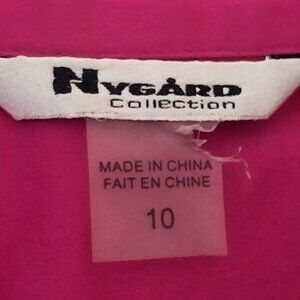 NYGÅRD
Collection
MADE IN CHINA
FAIT EN CHINE
10